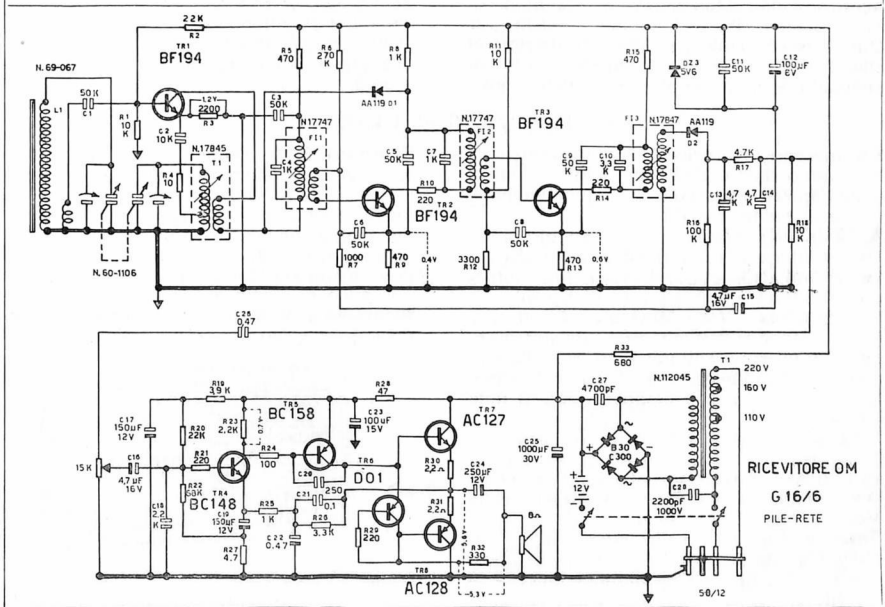 22K
R2
TR1
BF194
N. 69-067
L1
50K
C1
R1
10
K
C2
10K
R4
10
1,2V
2200
R3
N.17845
T1
N. 60-1106
C3
50K
R5
470
N.17747
FI1
C4
1K
R6
270
K
AA119 D1
R8
1 K
C5
50K
C7
1K
R10
220
TR2
BF194
C6
50K
1000
R7
470
R9
0,4V
N.17747
FI2
R11
10
K
TR3
BF194
C8
50K
3300
R12
470
R13
0,6V
C9
50
K
C10
3,3
K
220
R14
R15
470
FI3
N.17847
DZ3
5V6
C11
50K
C12
100µF
6V
AA119
D2
4.7K
R17
C13
4,7
K
4,7
K
C14
R16
100
K
R18
10
K
4,7µF
16V
C15
C26
0,47
R33
680
R19
3,9 K
C17
150µF
12V
R20
22K
R23
2,2K
0,7V
TR5
BC158
R28
47
C23
100uF
15V
TR7
AC127
15K
C16
4,7µF
16V
R21
220
R22
68K
C18
2,2
K
TR4
BC148
C19
150µF
12V
R27
4.7
R24
100
C20
250
TR6
D01
R25
1K
C21
0,1
R26
3.3K
C22
0.47
R29
220
R30
2,2Ω
R31
2,2Ω
C24
250µF
12V
8Ω
R32
330
-5,3V
TR8
AC128
C25
1000µF
30V
C27
4700pF
B30
C300
+
-
~
~
+
12V
-
N.112045
T1
220 V
160 V
110 V
C28
2200pF
1000V
50/12
RICEVITORE OM
G 16/6
PILE-RETE